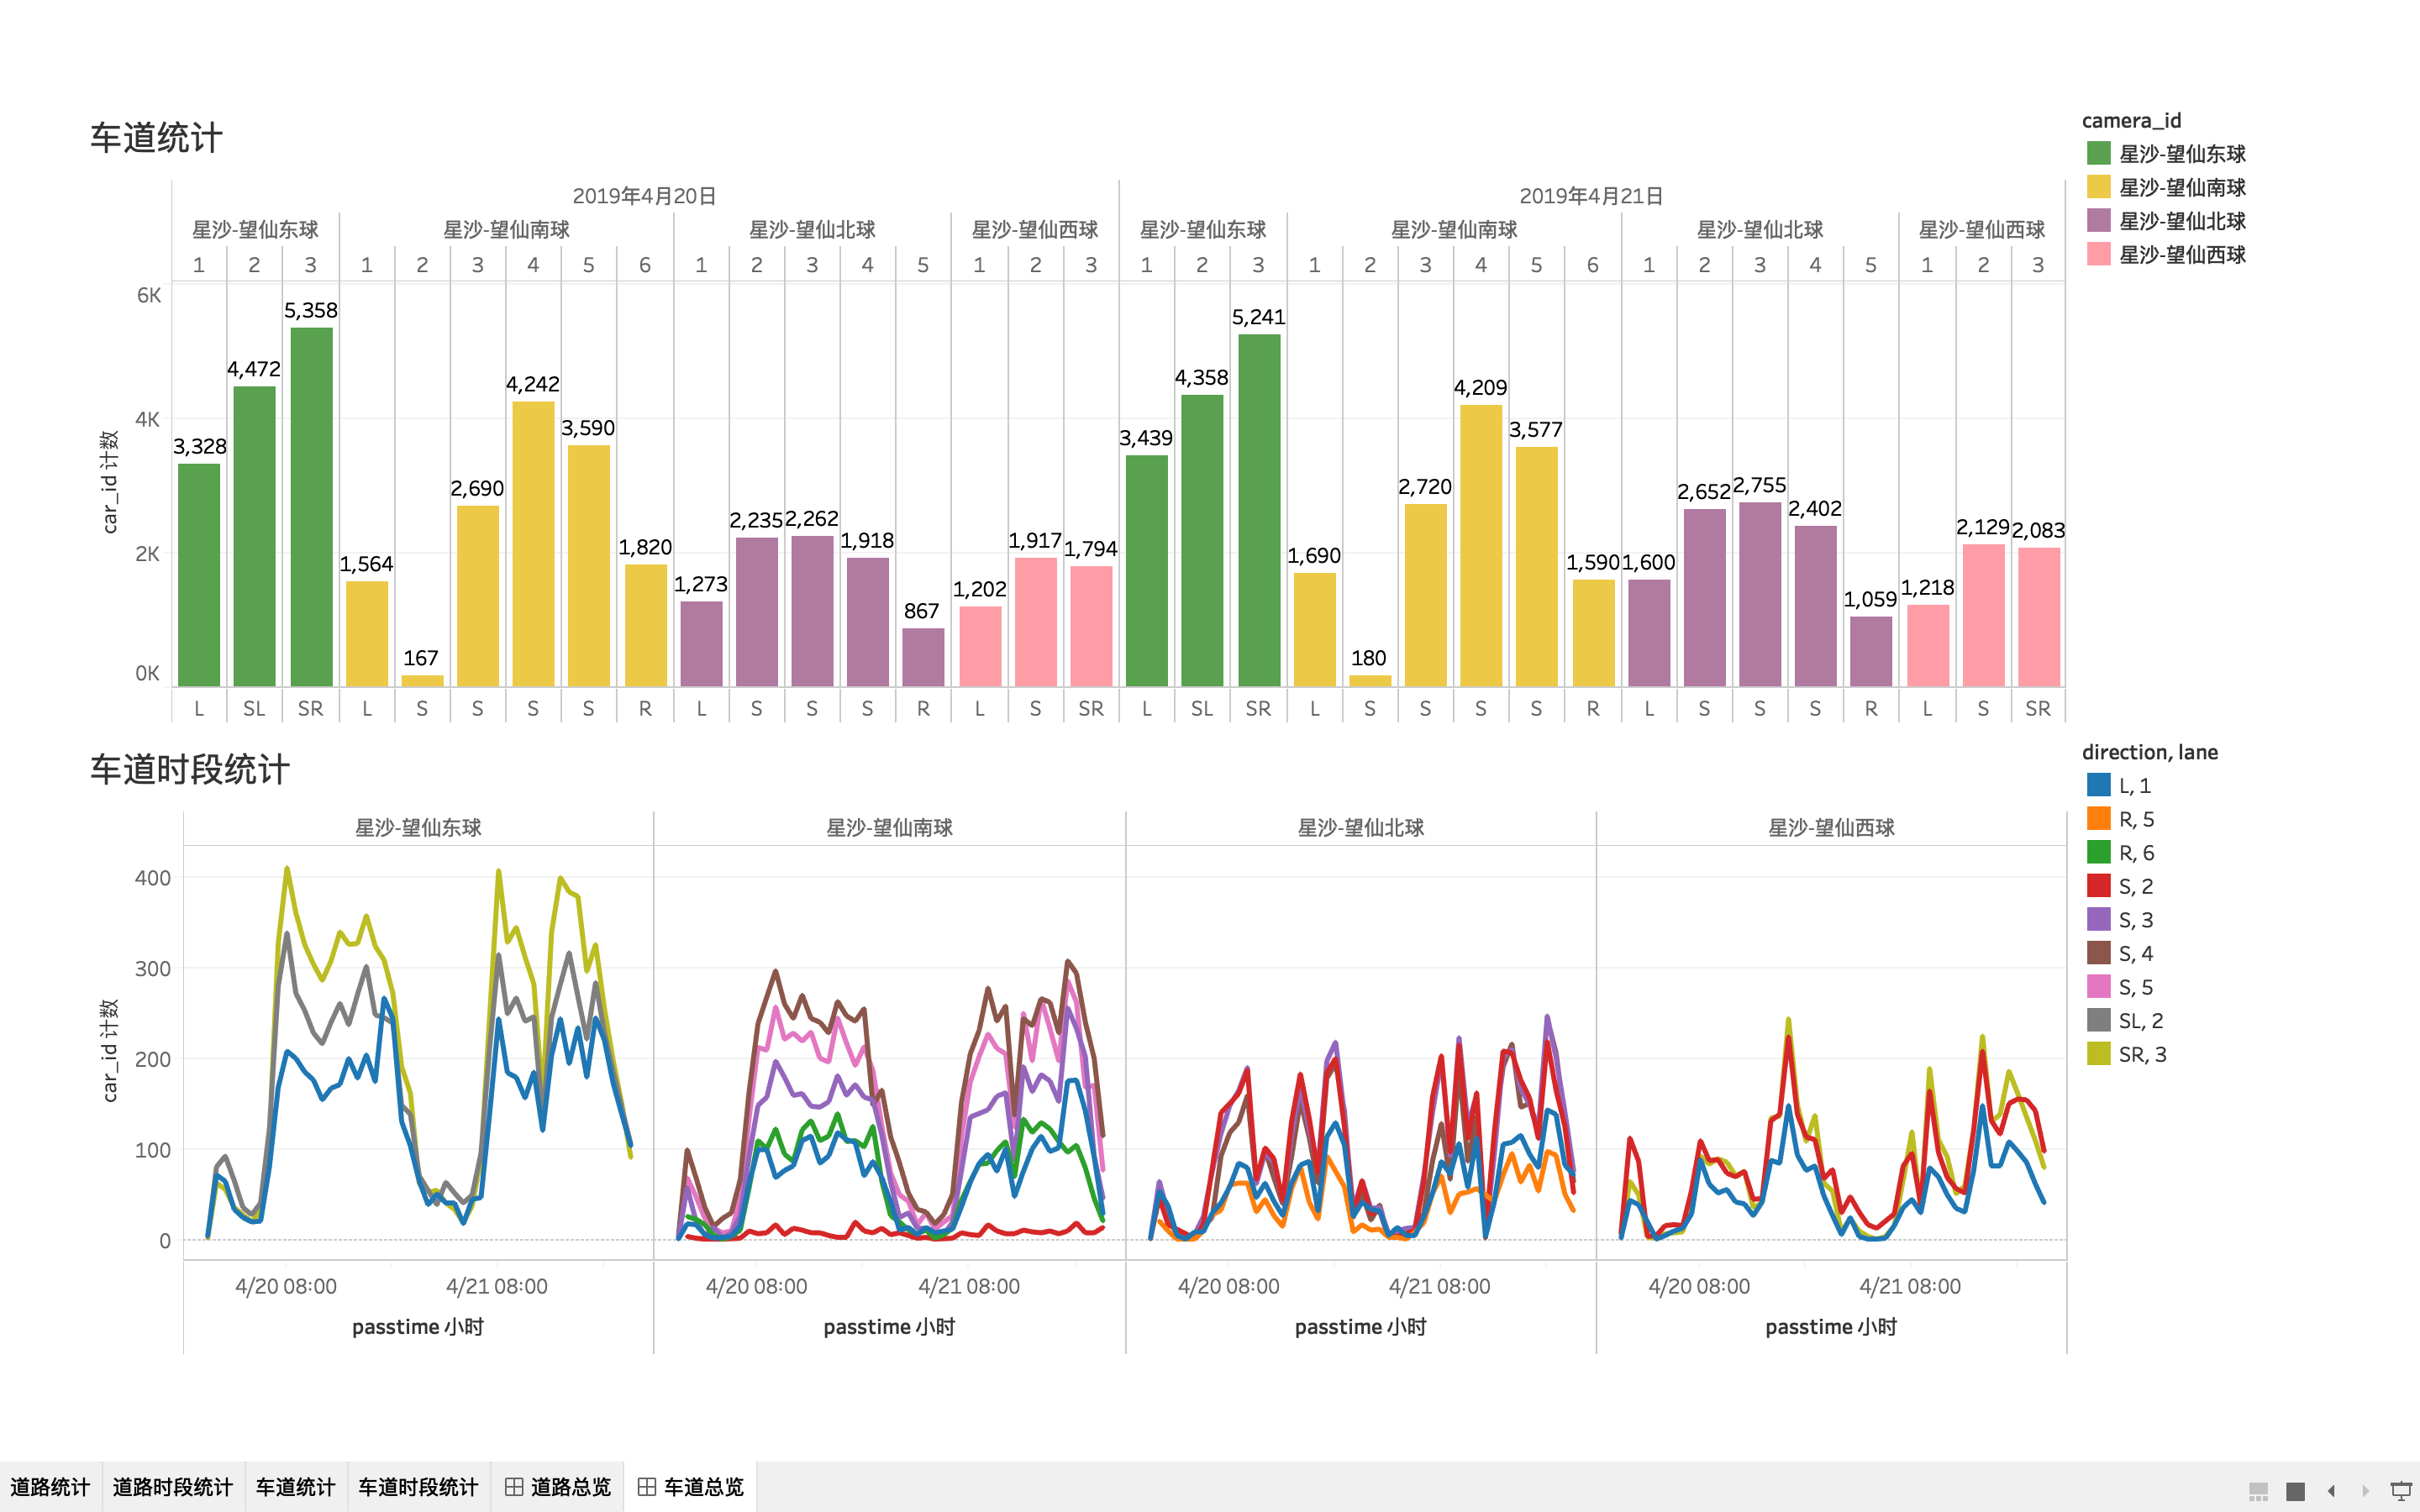 车道统计
2019年4月20日 2019年4月21日
星沙-望仙东球 星沙-望仙南球 星沙-望仙北球 星沙-望仙西球 星沙-望仙东球 星沙-望仙南球 星沙-望仙北球 星沙-望仙西球
1 2 3 1 2 3 4 5 6 1 2 3 4 5 1 2 3 1 2 3 1 2 3 4 5 6 1 2 3 4 5 1 2 3
6K
4K
2K
0K
car_id 计数
3,328 4,472 5,358 1,564 167 2,690 4,242 3,590 1,820 1,273 2,235 2,262 1,918 867 1,202 1,917 1,794 3,439 4,358 5,241 1,690 180 2,720 4,209 3,577 1,590 1,600 2,652 2,755 2,402 1,059 1,218 2,129 2,083
L SL SR L S S S S R L S S S R L S SR L SL SR L S S S S R L S S S R L S SR
camera_id
星沙-望仙东球
星沙-望仙南球
星沙-望仙北球
星沙-望仙西球
车道时段统计
星沙-望仙东球 星沙-望仙南球 星沙-望仙北球 星沙-望仙西球
400
300
200
100
0
car_id 计数
4/20 08:00 4/21 08:00 4/20 08:00 4/21 08:00 4/20 08:00 4/21 08:00 4/20 08:00 4/21 08:00
passtime 小时 passtime 小时 passtime 小时 passtime 小时
direction, lane
L, 1
R, 5
R, 6
S, 2
S, 3
S, 4
S, 5
SL, 2
SR, 3
道路统计 道路时段统计 车道统计 车道时段统计 道路总览 车道总览